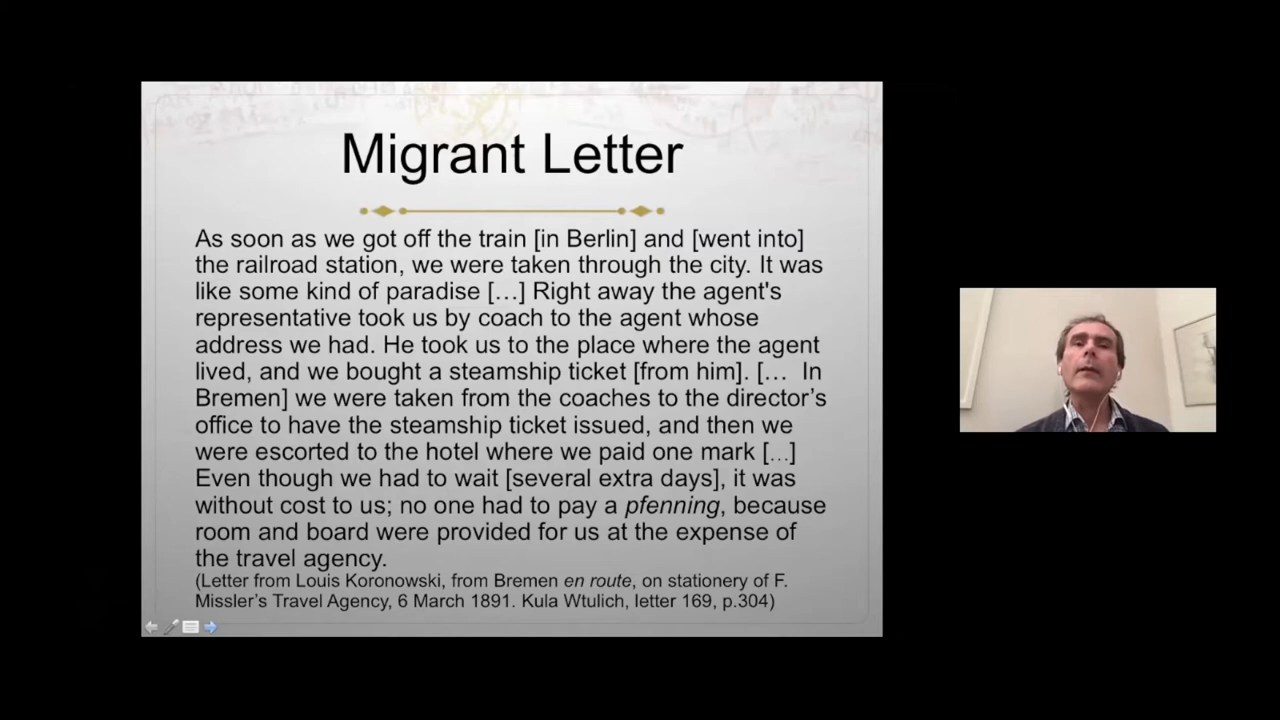 Migrant Letter
As soon as we got off the train [in Berlin] and [went into]
the railroad station, we were taken through the city. It was
like some kind of paradise […] Right away the agent's
representative took us by coach to the agent whose
address we had. He took us to the place where the agent
lived, and we bought a steamship ticket [from him]. [… In
Bremen] we were taken from the coaches to the director’s
office to have the steamship ticket issued, and then we
were escorted to the hotel where we paid one mark […]
Even though we had to wait [several extra days], it was
without cost to us; no one had to pay a pfenning, because
room and board were provided for us at the expense of
the travel agency.
(Letter from Louis Koronowski, from Bremen en route, on stationery of F.
Missler’s Travel Agency, 6 March 1891. Kula Wtulich, letter 169, p.304)